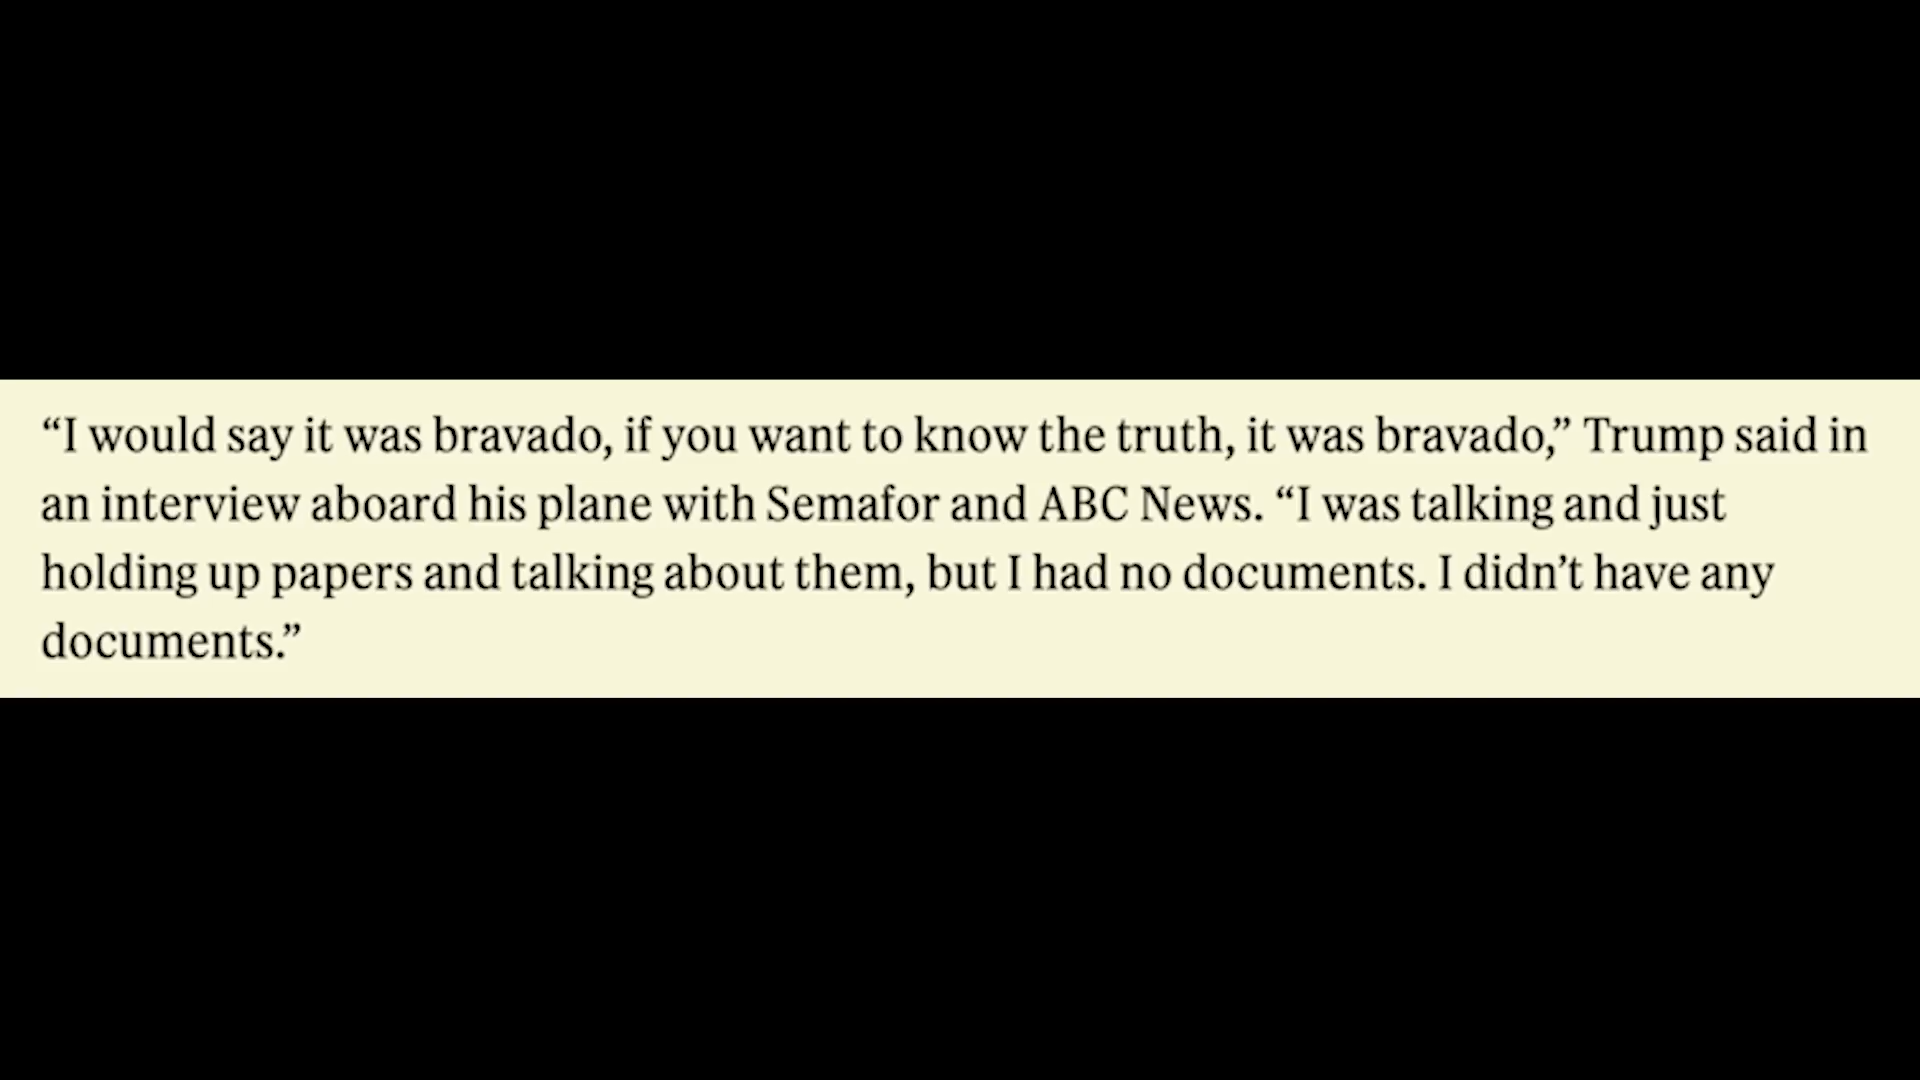 “I would say it was bravado, if you want to know the truth, it was bravado,” Trump said in
an interview aboard his plane with Semafor and ABC News. “I was talking and just
holding up papers and talking about them, but I had no documents. I didn’t have any
documents.”